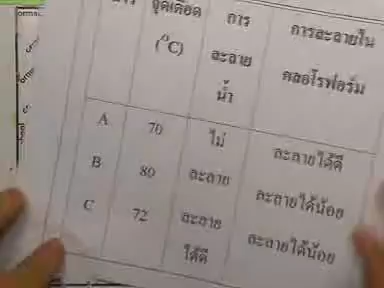 จุดเดือด การ การละลายใน
(°C) ละลาย คลอโรฟอร์ม
น้ำ
A 70 ไม่ ละลายได้ดี
B 80 ละลาย ละลายได้น้อย
C 72 ละลาย ละลายได้น้อย
ได้ดี